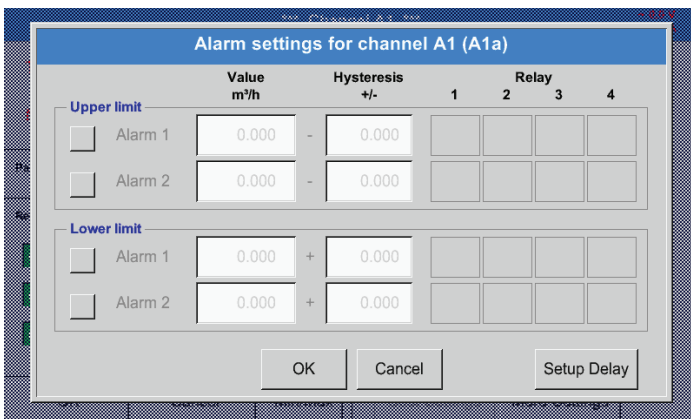 *** Channel A1 ***
Alarm settings for channel A1 (A1a)
Value Hysteresis Relay
m³/h +/- 1 2 3 4
Upper limit
Alarm 1 0.000 - 0.000
Alarm 2 0.000 - 0.000
Lower limit
Alarm 1 0.000 + 0.000
Alarm 2 0.000 + 0.000
OK Cancel Setup Delay